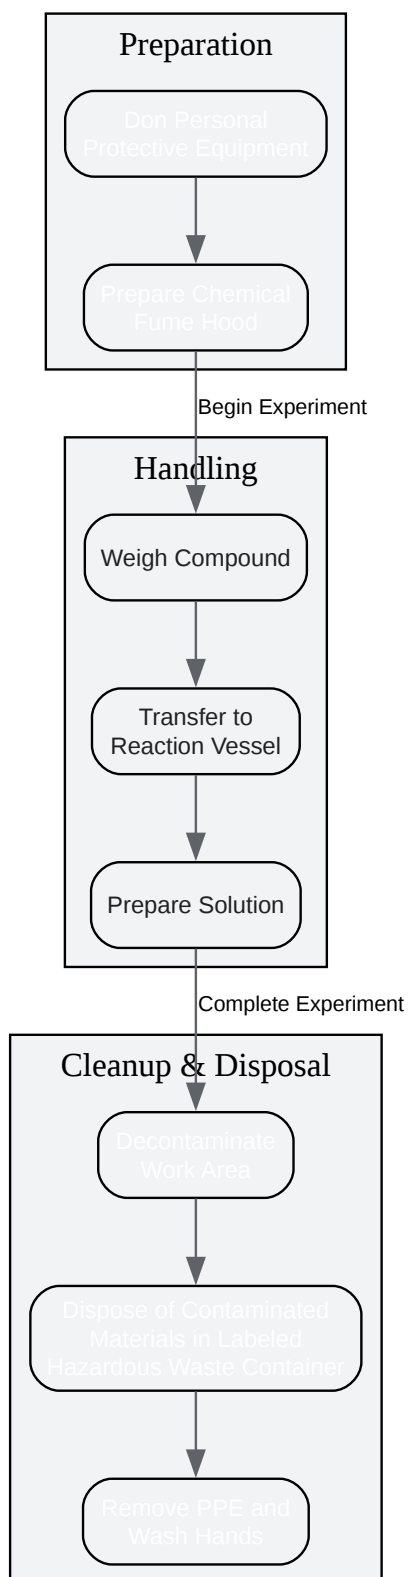 Preparation
Don Personal
Protective Equipment
Prepare Chemical
Fume Hood
Begin Experiment
Handling
Weigh Compound
Transfer to
Reaction Vessel
Prepare Solution
Complete Experiment
Cleanup & Disposal
Decontaminate
Work Area
Dispose of Contaminated
Materials in Labeled
Hazardous Waste Container
Remove PPE and
Wash Hands